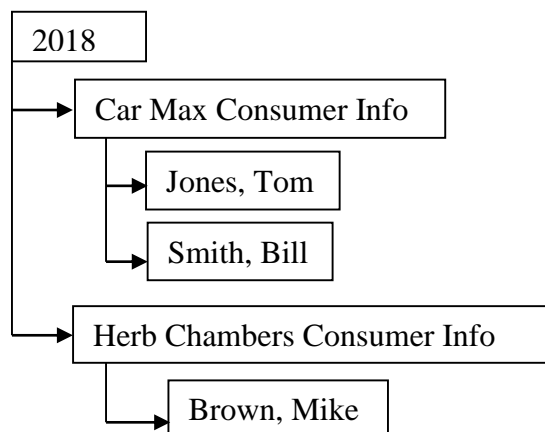 2018
Car Max Consumer Info
Jones, Tom
Smith, Bill
Herb Chambers Consumer Info
Brown, Mike